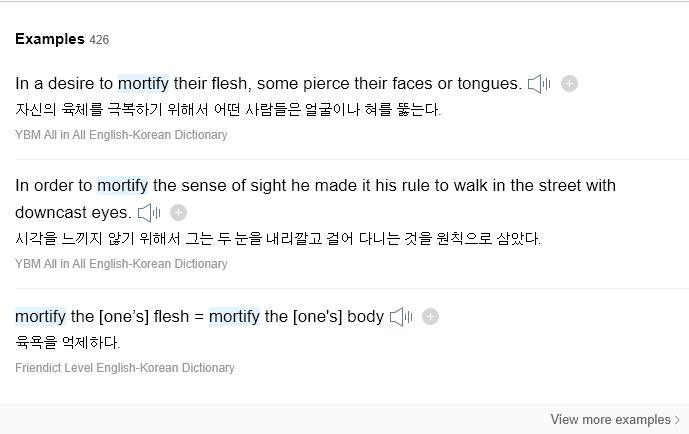 Examples 426
In a desire to mortify their flesh, some pierce their faces or tongues.
자신의 육체를 극복하기 위해서 어떤 사람들은 얼굴이나 혀를 뚫는다.
YBM All in All English-Korean Dictionary
In order to mortify the sense of sight he made it his rule to walk in the street with
downcast eyes.
시각을 느끼지 않기 위해서 그는 두 눈을 내리깔고 걸어 다니는 것을 원칙으로 삼았다.
YBM All in All English-Korean Dictionary
mortify the [one’s] flesh = mortify the [one's] body
육욕을 억제하다.
Friendict Level English-Korean Dictionary
View more examples >